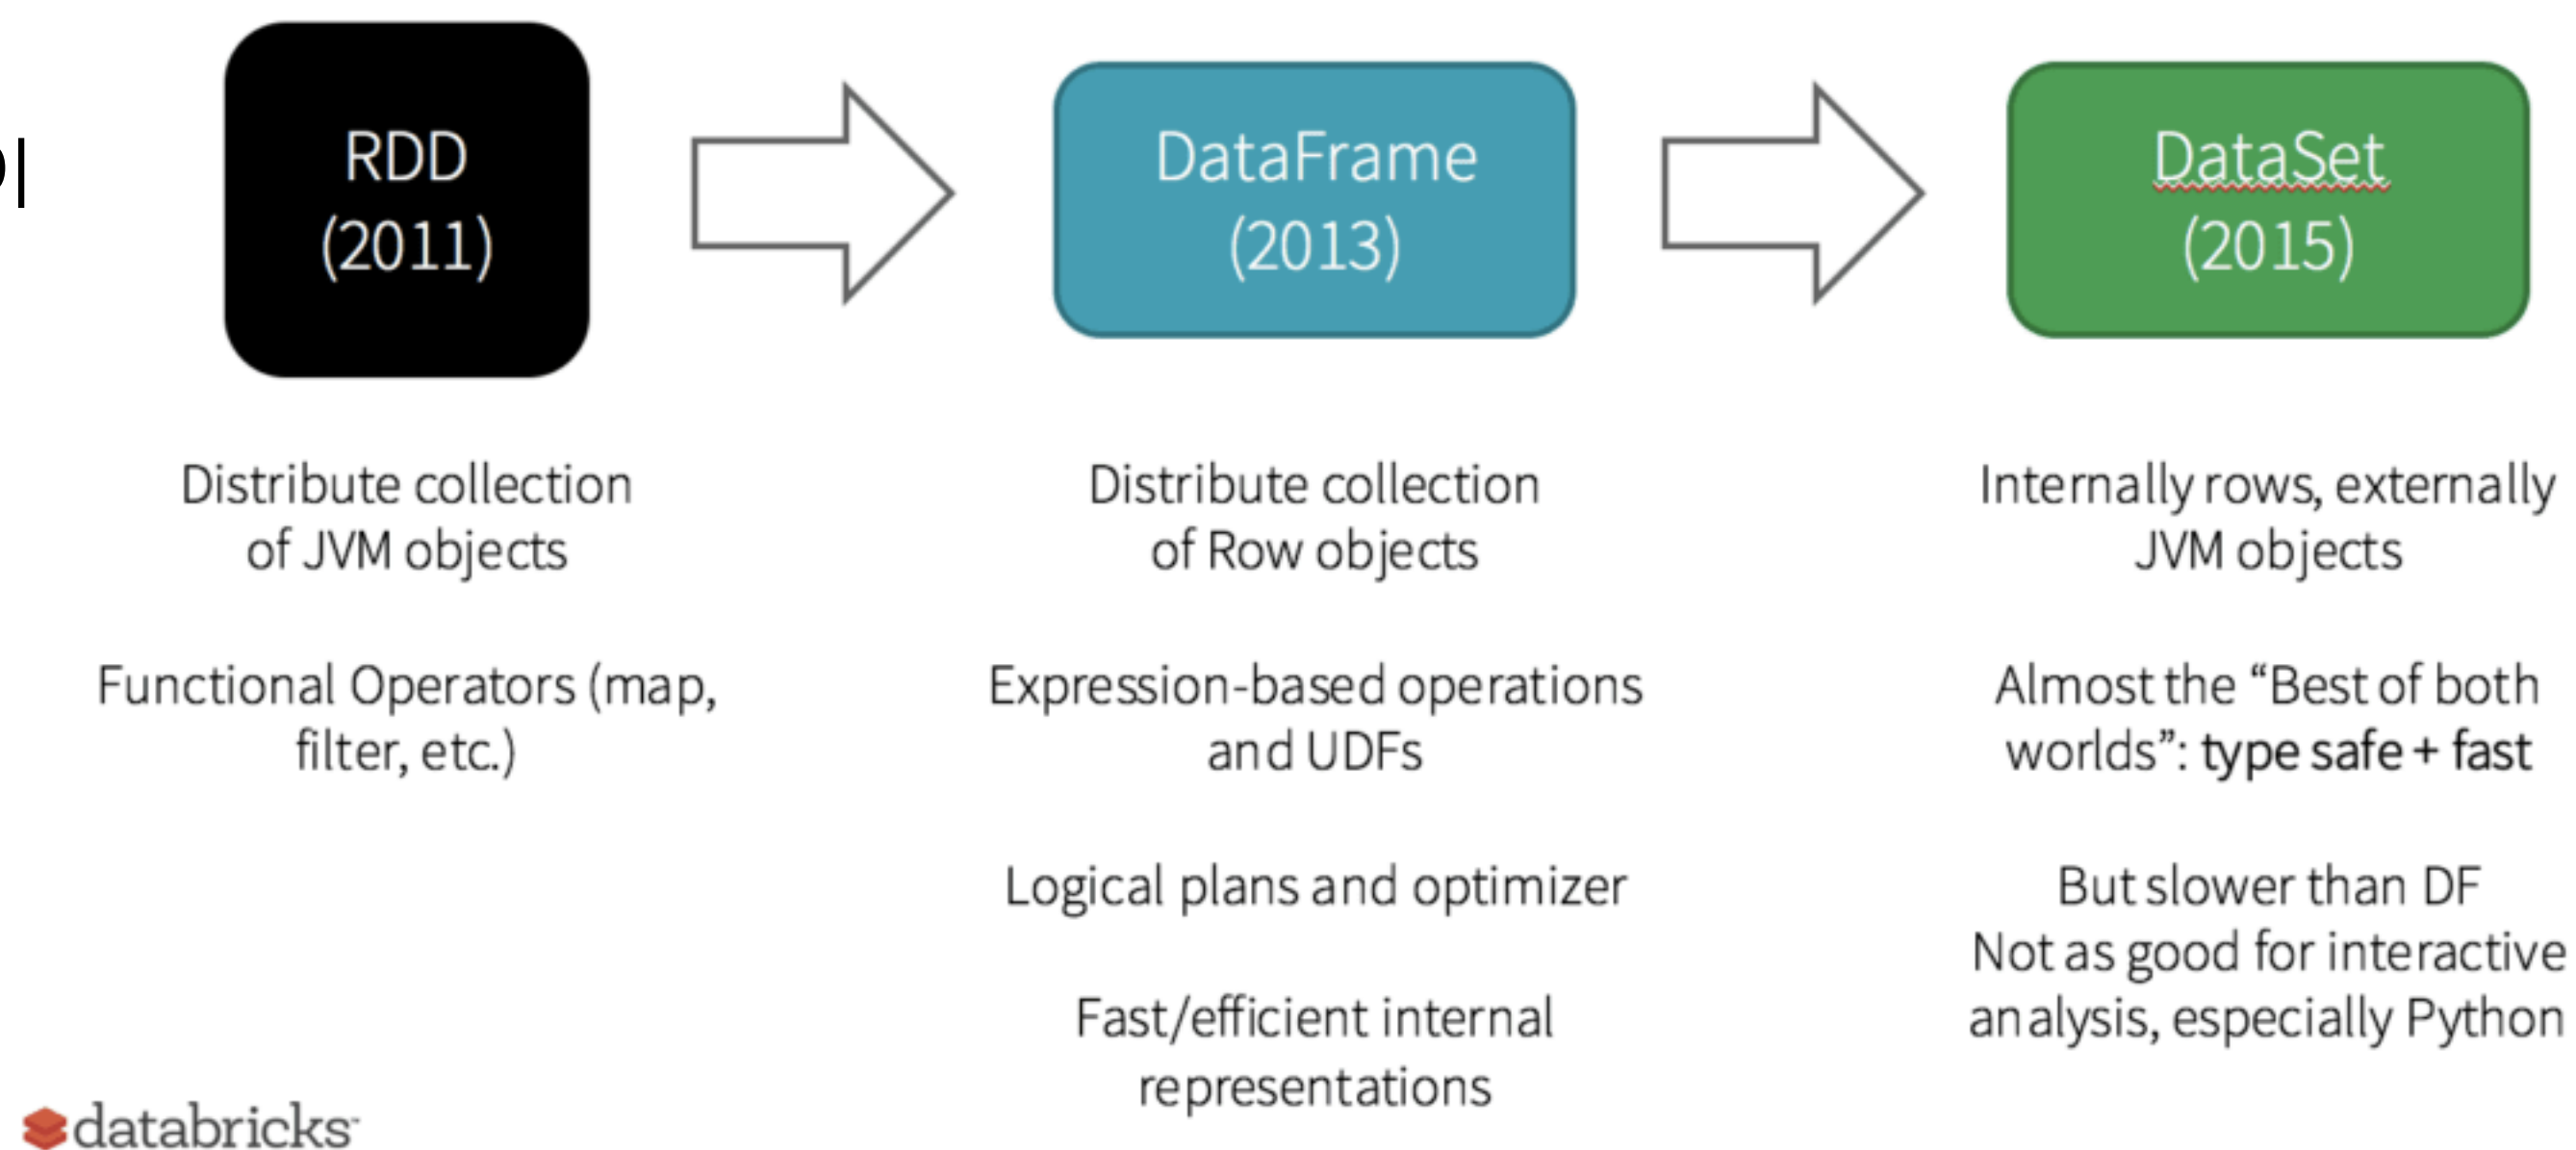 RDD
(2011)
DataFrame
(2013)
DataSet
(2015)
Distribute collection
of JVM objects
Functional Operators (map,
filter, etc.)
Distribute collection
of Row objects
Expression-based operations
and UDFs
Logical plans and optimizer
Fast/efficient internal
representations
Internally rows, externally
JVM objects
Almost the “Best of both
worlds”: type safe + fast
But slower than DF
Not as good for interactive
analysis, especially Python
databricks™